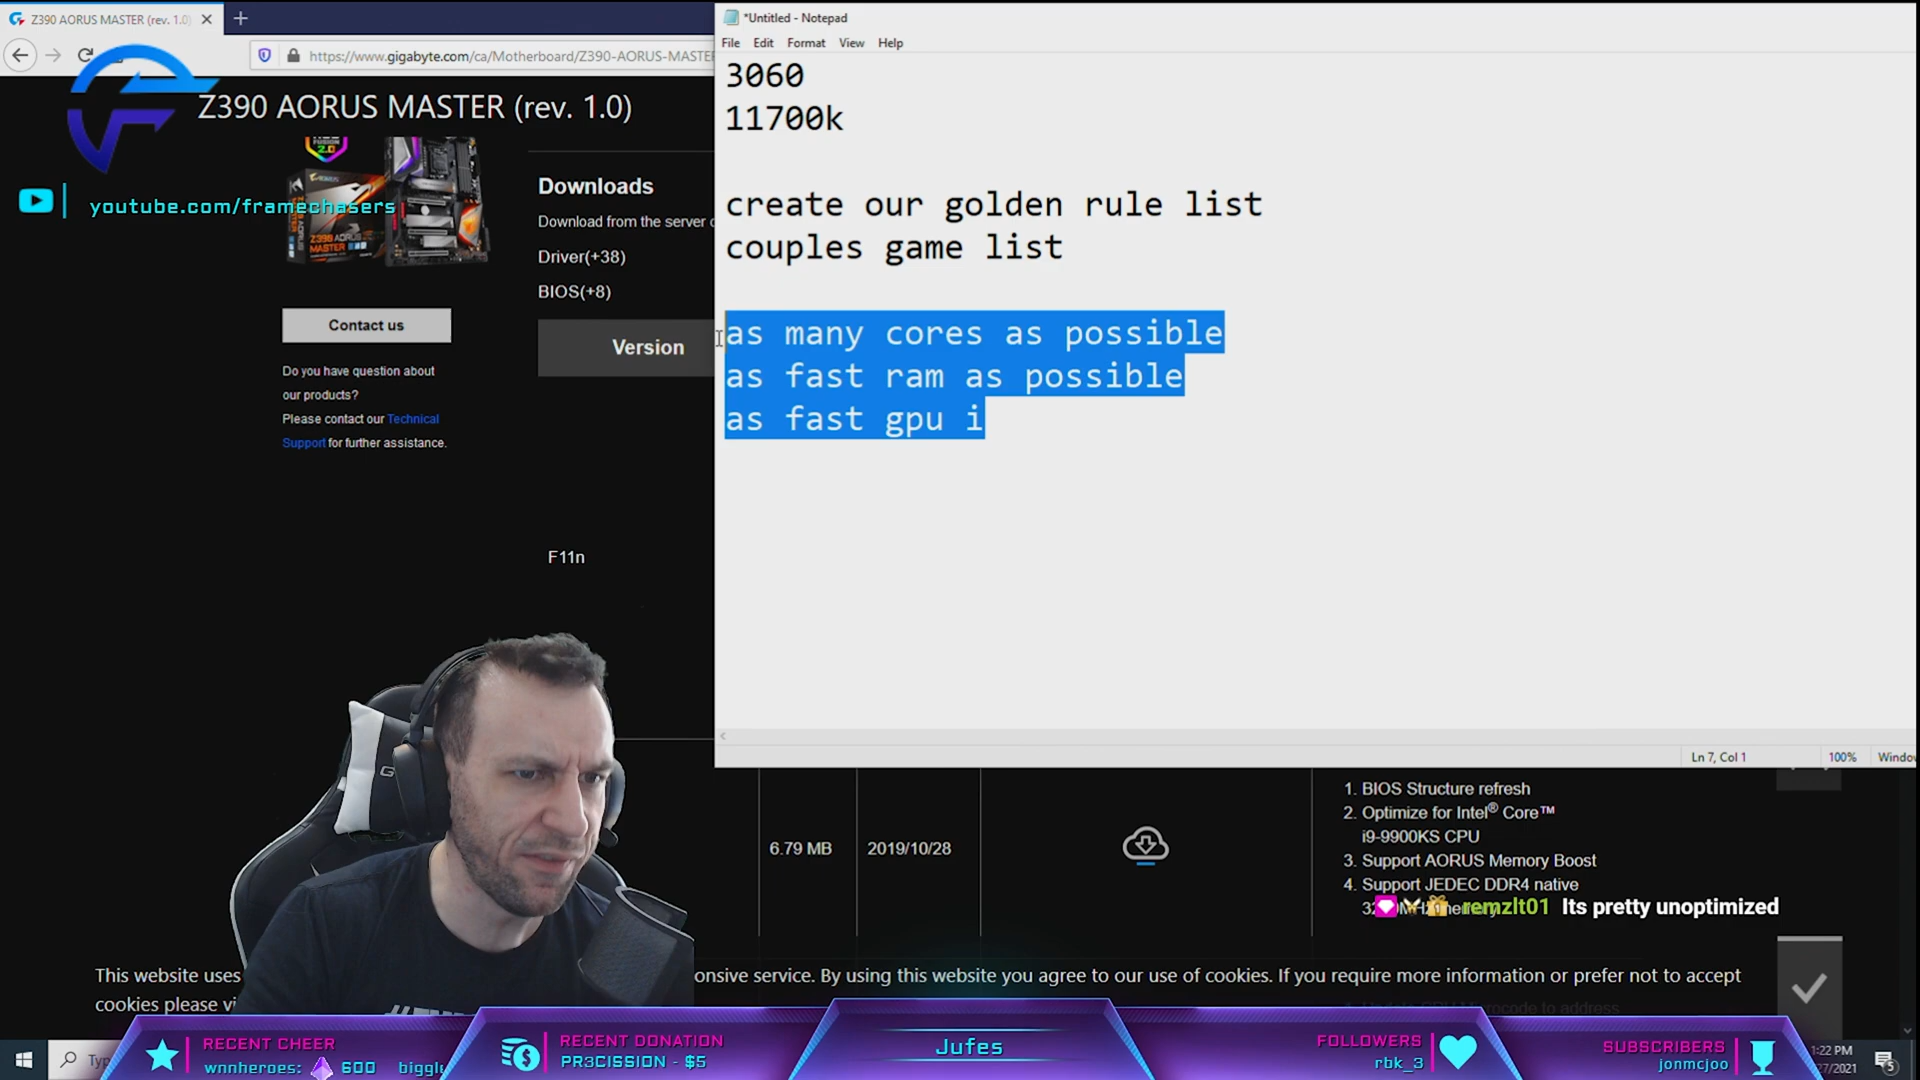 Z390 AORUS MASTER (rev. 1.0)
https://www.gigabyte.com/ca/Motherboard/Z390-AORUS-MASTE
Z390 AORUS MASTER (rev. 1.0)
youtube.com/framechasers
Contact us
Do you have question about
our products?
Please contact our Technical
Support for further assistance.
Downloads
Download from the server
Driver(+38)
BIOS(+8)
Version
F11n
*Untitled - Notepad
File Edit Format View Help
3060
11700k
create our golden rule list
couples game list
as many cores as possible
as fast ram as possible
as fast gpu i
Ln 7, Col 1 100% Window
6.79 MB 2019/10/28
1. BIOS Structure refresh
2. Optimize for Intel® Core™
i9-9900KS CPU
3. Support AORUS Memory Boost
4. Support JEDEC DDR4 native
remzlt01 Its pretty unoptimized
This website uses onsive service. By using this website you agree to our use of cookies. If you require more information or prefer not to accept
cookies please
RECENT CHEER
wnnheroes: 600 biggl
RECENT DONATION
PR3CISSION - $5
Jufes
FOLLOWERS
rbk_3
SUBSCRIBERS
jonmcjoo
1:22 PM
27/2021
5